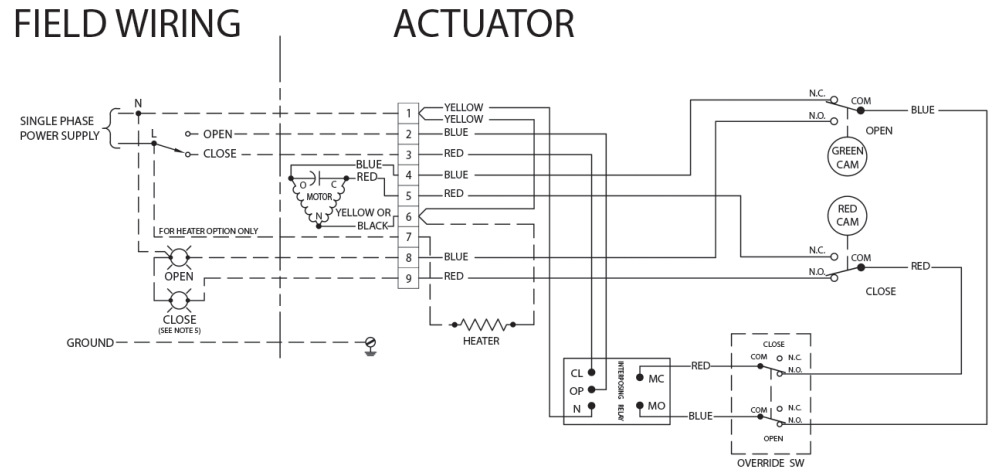 FIELD WIRING
ACTUATOR
N
SINGLE PHASE
POWER SUPPLY
L
OPEN
CLOSE
1
YELLOW
YELLOW
2
BLUE
3
RED
4
BLUE
5
RED
6
7
8
BLUE
9
RED
BLUE
RED
O
C
MOTOR
N
YELLOW OR
BLACK
FOR HEATER OPTION ONLY
OPEN
CLOSE
(SEE NOTE 5)
GROUND
HEATER
N.C.
COM
N.O.
OPEN
BLUE
GREEN
CAM
RED
CAM
N.C.
COM
N.O.
RED
CLOSE
CL
OP
N
INTERPOSING
RELAY
MC
MO
RED
BLUE
CLOSE
COM
N.C.
N.O.
COM
N.C.
N.O.
OPEN
OVERRIDE SW